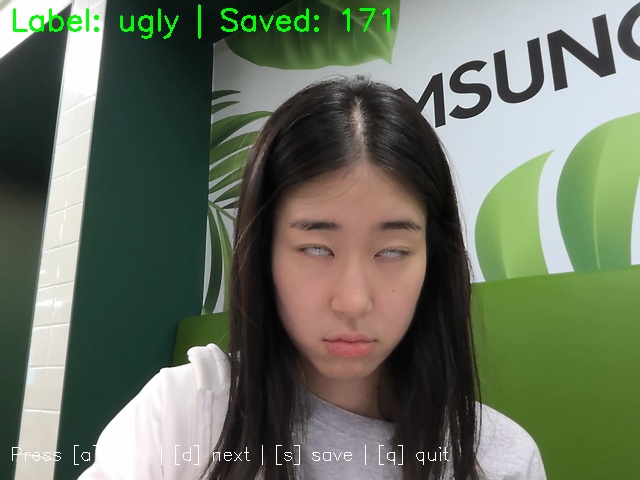 Label: ugly | Saved: 171
MSUNG
Press [a] | [d] next | [s] save | [q] quit